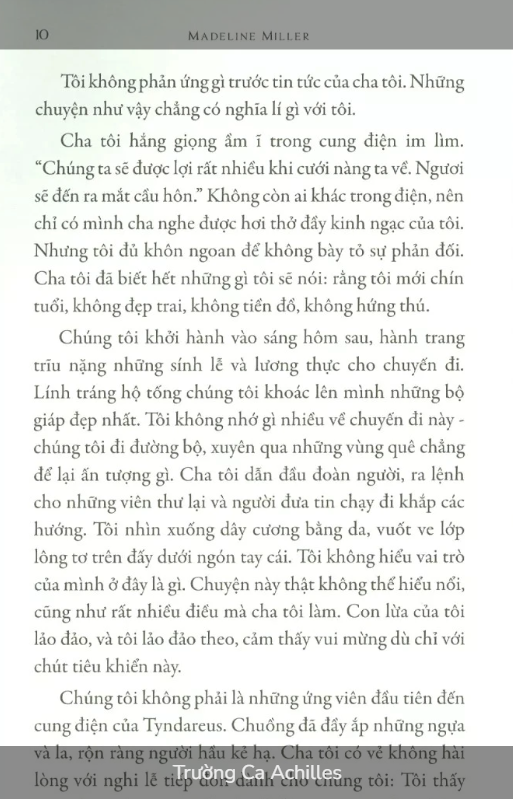 10 MADELINE MILLER
Tôi không phản ứng gì trước tin tức của cha tôi. Những
chuyện như vậy chẳng có nghĩa lí gì với tôi.
Cha tôi hắng giọng ầm ĩ trong cung điện im lìm.
“Chúng ta sẽ được lợi rất nhiều khi cưới nàng ta về. Ngươi
sẽ đến ra mắt cầu hôn.” Không còn ai khác trong điện, nên
chỉ có mình cha nghe được hơi thở đầy kinh ngạc của tôi.
Nhưng tôi đủ khôn ngoan để không bày tỏ sự phản đối.
Cha tôi đã biết hết những gì tôi sẽ nói: rằng tôi mới chín
tuổi, không đẹp trai, không tiền đồ, không hứng thú.
Chúng tôi khởi hành vào sáng hôm sau, hành trang
trĩu nặng những sính lễ và lương thực cho chuyến đi.
Lính tráng hộ tống chúng tôi khoác lên mình những bộ
giáp đẹp nhất. Tôi không nhớ gì nhiều về chuyến đi này -
chúng tôi đi đường bộ, xuyên qua những vùng quê chẳng
để lại ấn tượng gì. Cha tôi dẫn đầu đoàn người, ra lệnh
cho những viên thư lại và người đưa tin chạy đi khắp các
hướng. Tôi nhìn xuống dây cương bằng da, vuốt ve lớp
lông tơ trên đấy dưới ngón tay cái. Tôi không hiểu vai trò
của mình ở đây là gì. Chuyện này thật không thể hiểu nổi,
cũng như rất nhiều điều mà cha tôi làm. Con lừa của tôi
lảo đảo, và tôi lảo đảo theo, cảm thấy vui mừng dù chỉ với
chút tiêu khiển này.
Chúng tôi không phải là những ứng viên đầu tiên đến
cung điện của Tyndareus. Chuồng đã đầy ắp những ngựa
và la, rộn ràng người hầu kẻ hạ. Cha tôi có vẻ không hài
lòng với nghi lễ tiếp đón dành cho chúng tôi: Tôi thấy
Trường Ca Achilles